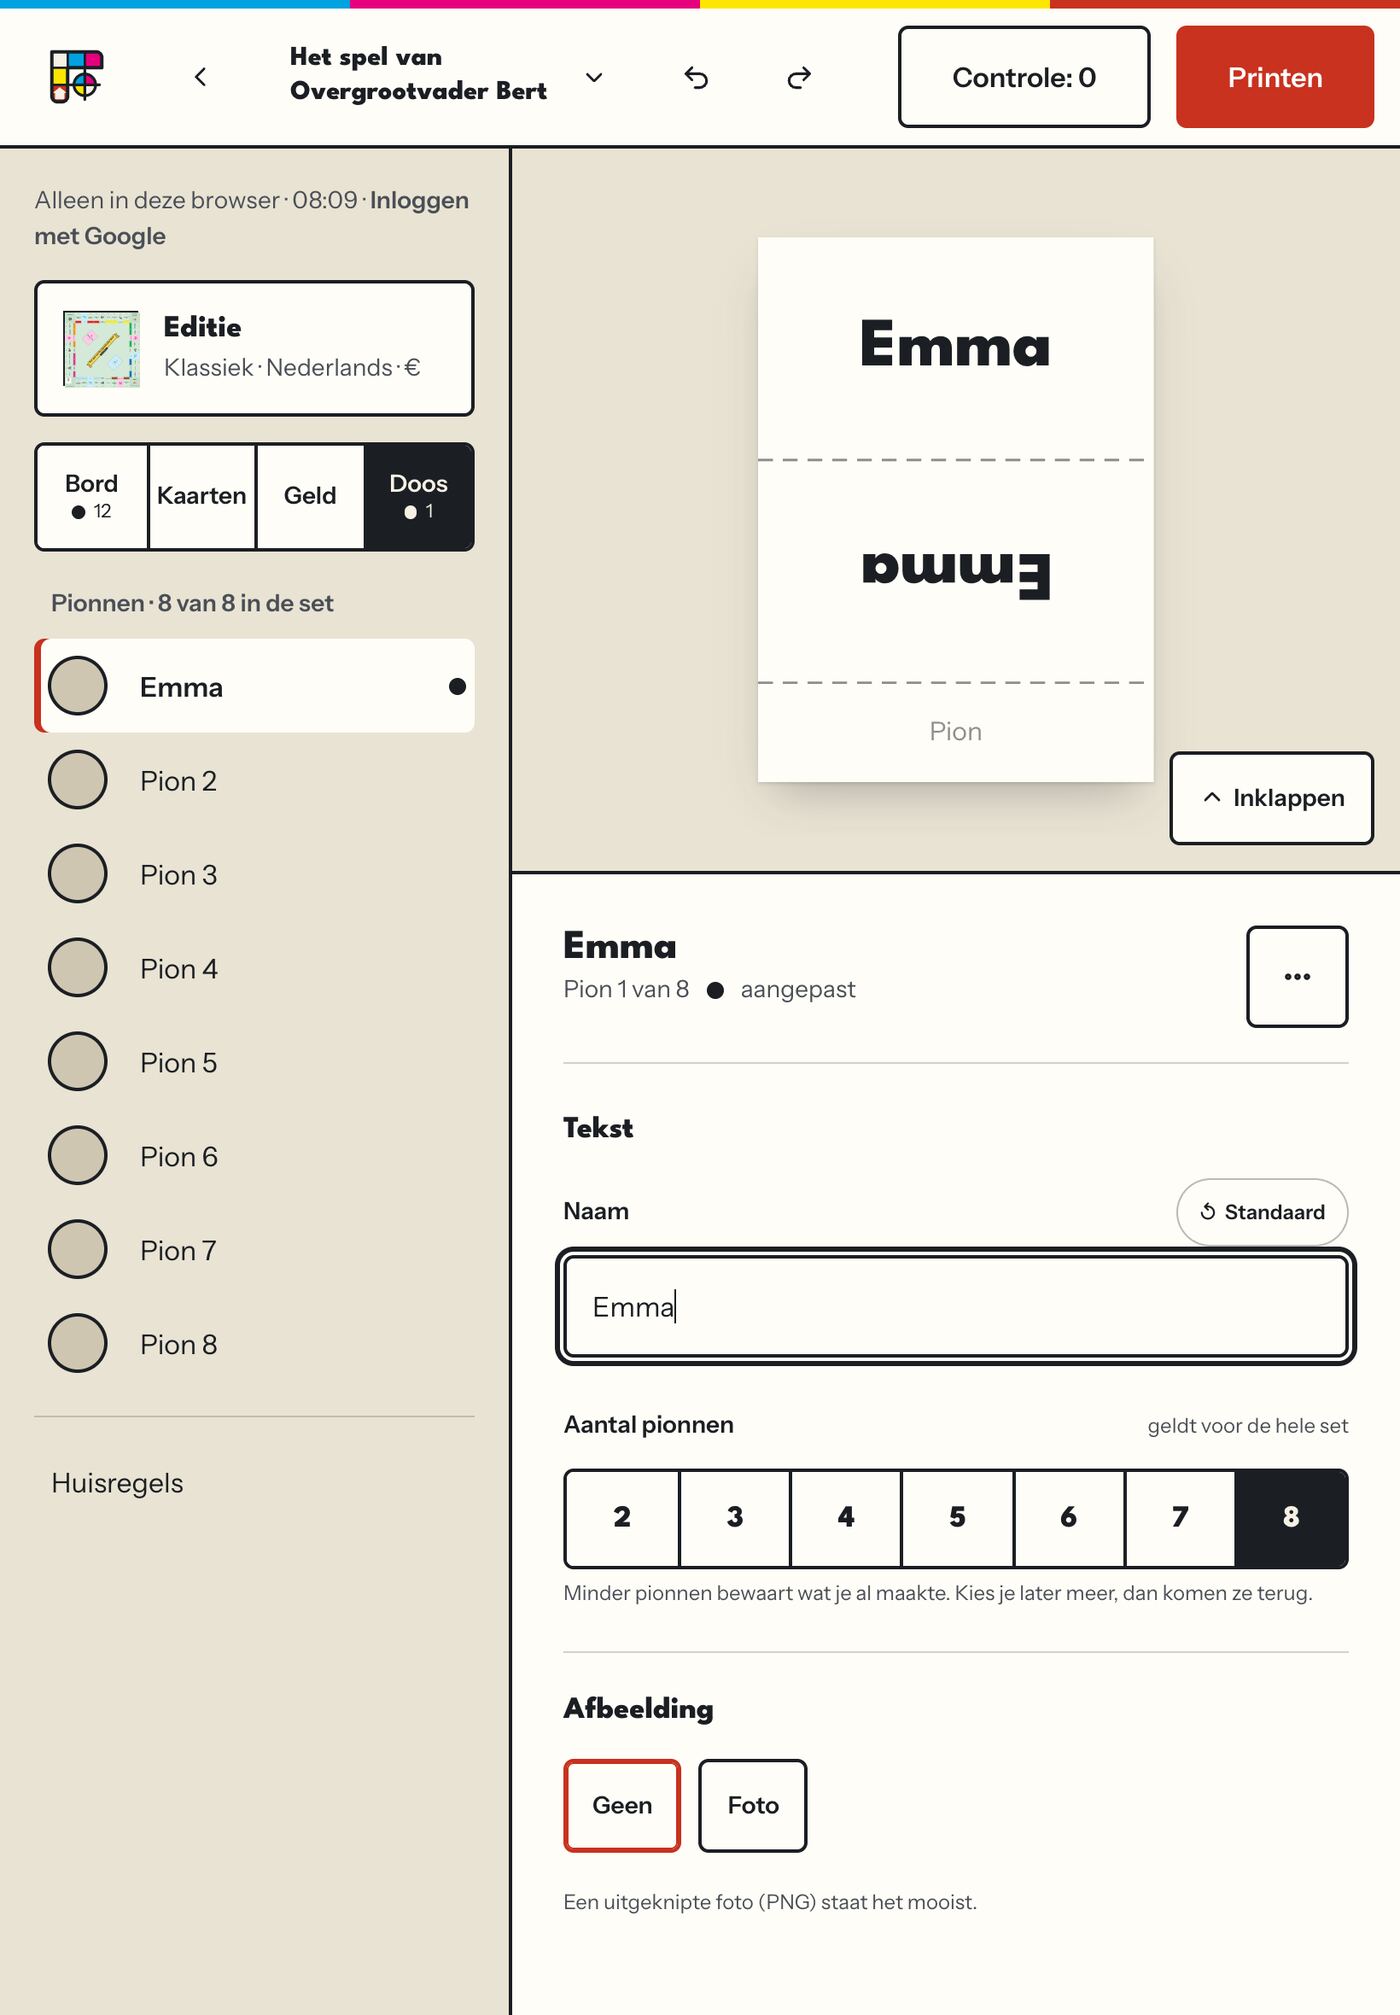 Het spel van
Overgrootvader Bert
Controle: 0
Printen
Alleen in deze browser · 08:09 · Inloggen
met Google
Editie
Klassiek · Nederlands · €
Bord
12
Kaarten
Geld
Doos
1
Pionnen · 8 van 8 in de set
Emma
Pion 2
Pion 3
Pion 4
Pion 5
Pion 6
Pion 7
Pion 8
Huisregels
Emma
Emma
Pion
Inklappen
Emma
Pion 1 van 8 ● aangepast
Tekst
Naam
Standaard
Emma
Aantal pionnen
geldt voor de hele set
2 3 4 5 6 7 8
Minder pionnen bewaart wat je al maakte. Kies je later meer, dan komen ze terug.
Afbeelding
Geen
Foto
Een uitgeknipte foto (PNG) staat het mooist.